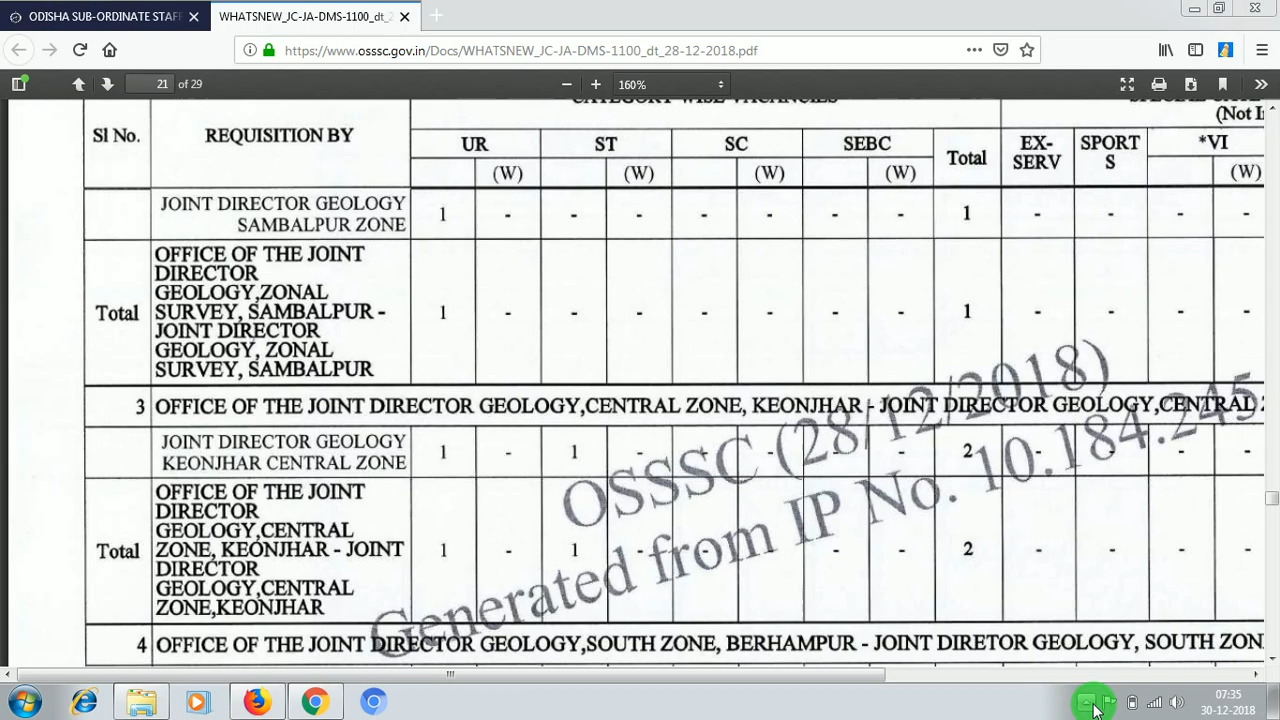 ODISHA SUB-ORDINATE STAFF
WHATSNEW_JC-JA-DMS-1100_dt_2
https://www.osssc.gov.in/Docs/WHATSNEW_JC-JA-DMS-1100_dt_28-12-2018.pdf
21 of 29
160%
CATEGORY WISE VACANCIES
(Not In
Sl No. REQUISITION BY UR ST SC SEBC Total EX-SERV SPORTS *VI
(W) (W) (W) (W) (W)
JOINT DIRECTOR GEOLOGY
SAMBALPUR ZONE
1 - - - - - - - 1 - - - -
OFFICE OF THE JOINT
DIRECTOR
GEOLOGY,ZONAL
Total SURVEY, SAMBALPUR - 1 - - - - - - - 1 - - - -
JOINT DIRECTOR
GEOLOGY, ZONAL
SURVEY, SAMBALPUR
3 OFFICE OF THE JOINT DIRECTOR GEOLOGY,CENTRAL ZONE, KEONJHAR - JOINT DIRECTOR GEOLOGY,CENTRAL
JOINT DIRECTOR GEOLOGY
KEONJHAR CENTRAL ZONE
1 - 1 - - - - - 2 - - - -
OFFICE OF THE JOINT
DIRECTOR
GEOLOGY,CENTRAL
Total ZONE, KEONJHAR - JOINT 1 - 1 - - - - - 2 - - - -
DIRECTOR
GEOLOGY,CENTRAL
ZONE,KEONJHAR
4 OFFICE OF THE JOINT DIRECTOR GEOLOGY,SOUTH ZONE, BERHAMPUR - JOINT DIRETOR GEOLOGY, SOUTH ZON
OSSSC (28/12/2018)
Generated from IP No. 10.184.245
07:35
30-12-2018